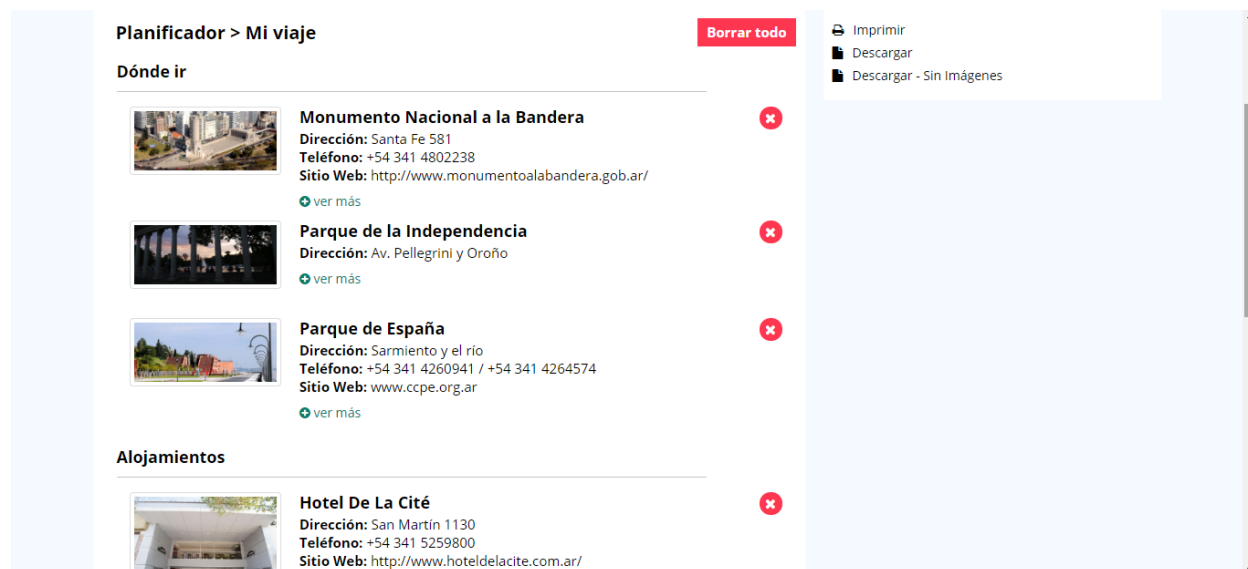 Planificador > Mi viaje
Borrar todo
Dónde ir
Monumento Nacional a la Bandera
Dirección: Santa Fe 581
Teléfono: +54 341 4802238
Sitio Web: http://www.monumentoalabandera.gob.ar/
ver más
Parque de la Independencia
Dirección: Av. Pellegrini y Oroño
ver más
Parque de España
Dirección: Sarmiento y el río
Teléfono: +54 341 4260941 / +54 341 4264574
Sitio Web: www.ccpe.org.ar
ver más
Alojamientos
Hotel De La Cité
Dirección: San Martín 1130
Teléfono: +54 341 5259800
Sitio Web: http://www.hoteldelacite.com.ar/
Imprimir
Descargar
Descargar - Sin Imágenes